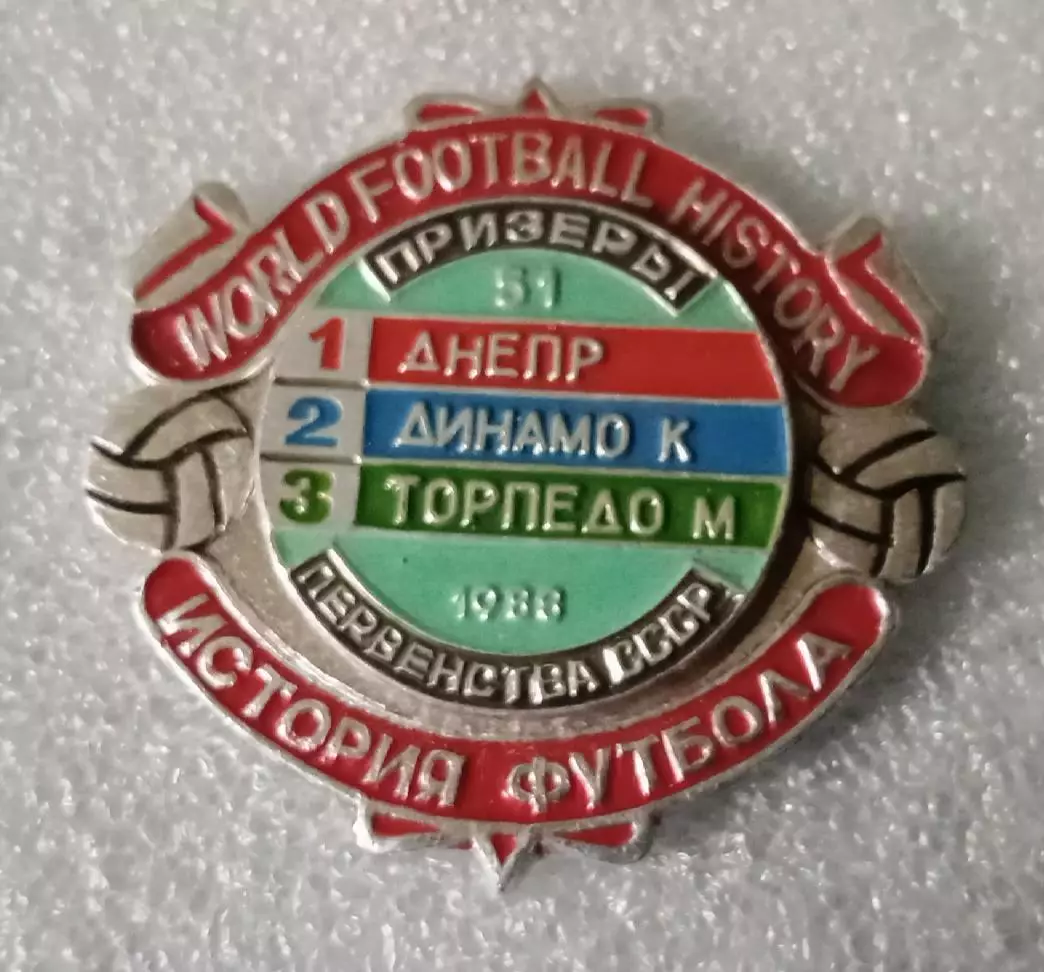 WORLD FOOTBALL HISTORY
ПРИЗЕРЫ
51
1 ДНЕПР
2 ДИНАМО К
3 ТОРПЕДО М
1988
ПЕРВЕНСТВА СССР
ИСТОРИЯ ФУТБОЛА